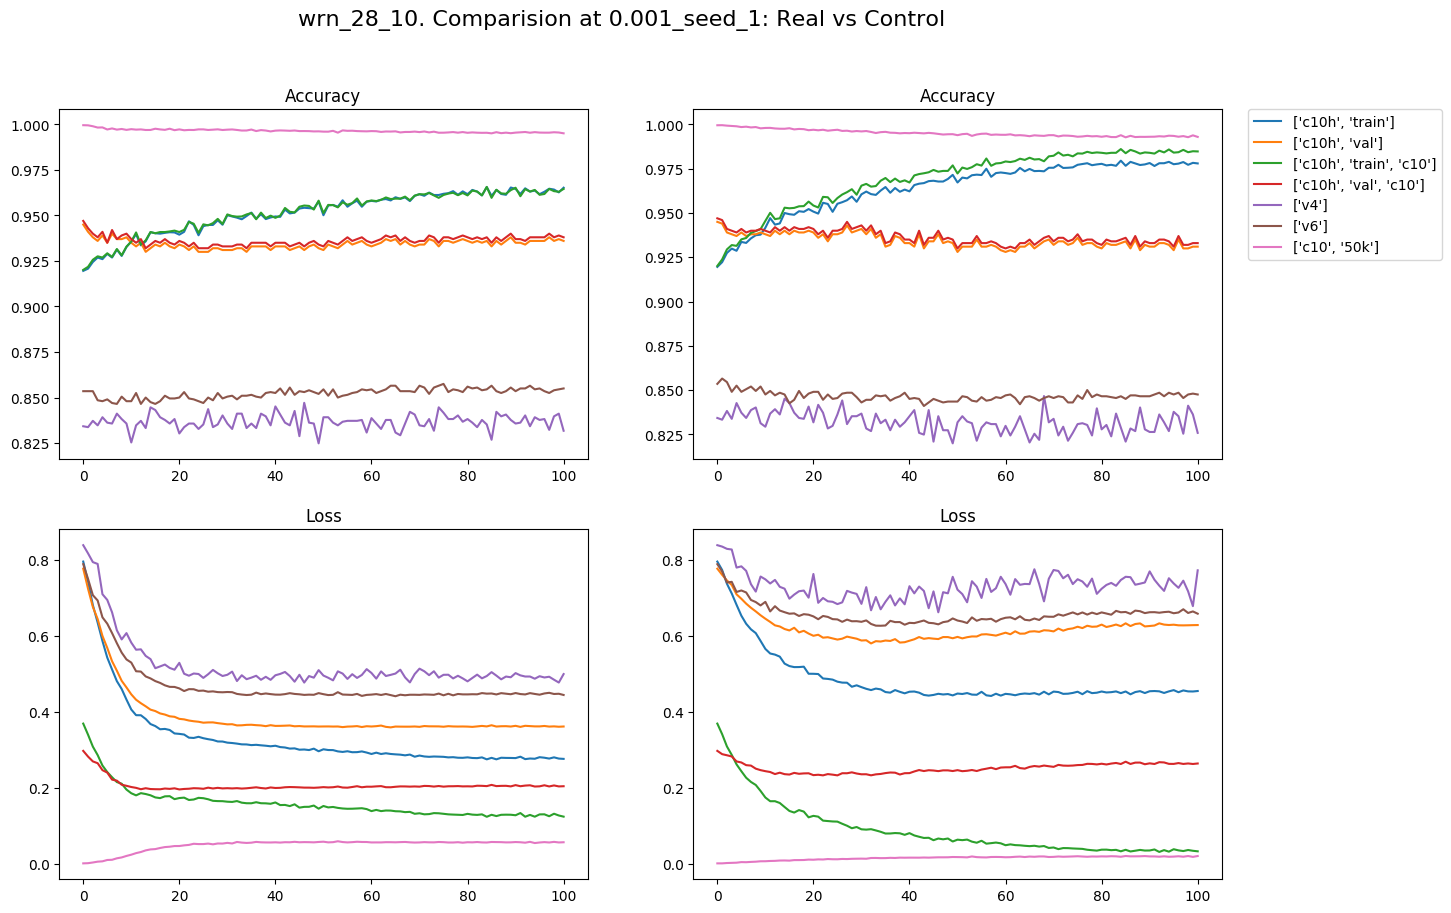 wrn_28_10. Comparision at 0.001_seed_1: Real vs Control
Accuracy
1.000
0.975
0.950
0.925
0.900
0.875
0.850
0.825
0 20 40 60 80 100
Accuracy
1.000
0.975
0.950
0.925
0.900
0.875
0.850
0.825
0 20 40 60 80 100
['c10h', 'train']
['c10h', 'val']
['c10h', 'train', 'c10']
['c10h', 'val', 'c10']
['v4']
['v6']
['c10', '50k']
Loss
0.8
0.6
0.4
0.2
0.0
0 20 40 60 80 100
Loss
0.8
0.6
0.4
0.2
0.0
0 20 40 60 80 100